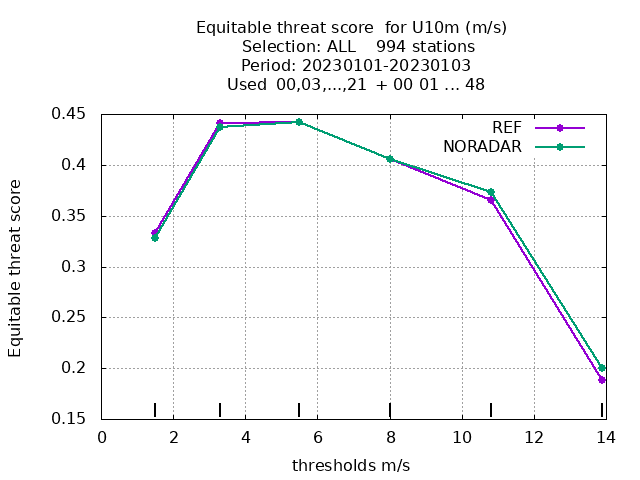 Equitable threat score  for U10m (m/s)
Selection: ALL    994 stations
Period: 20230101-20230103
Used  00,03,...,21  + 00 01 ... 48
0.45
0.4
0.35
0.3
0.25
0.2
0.15
Equitable threat score
REF
NORADAR
0 2 4 6 8 10 12 14
thresholds m/s